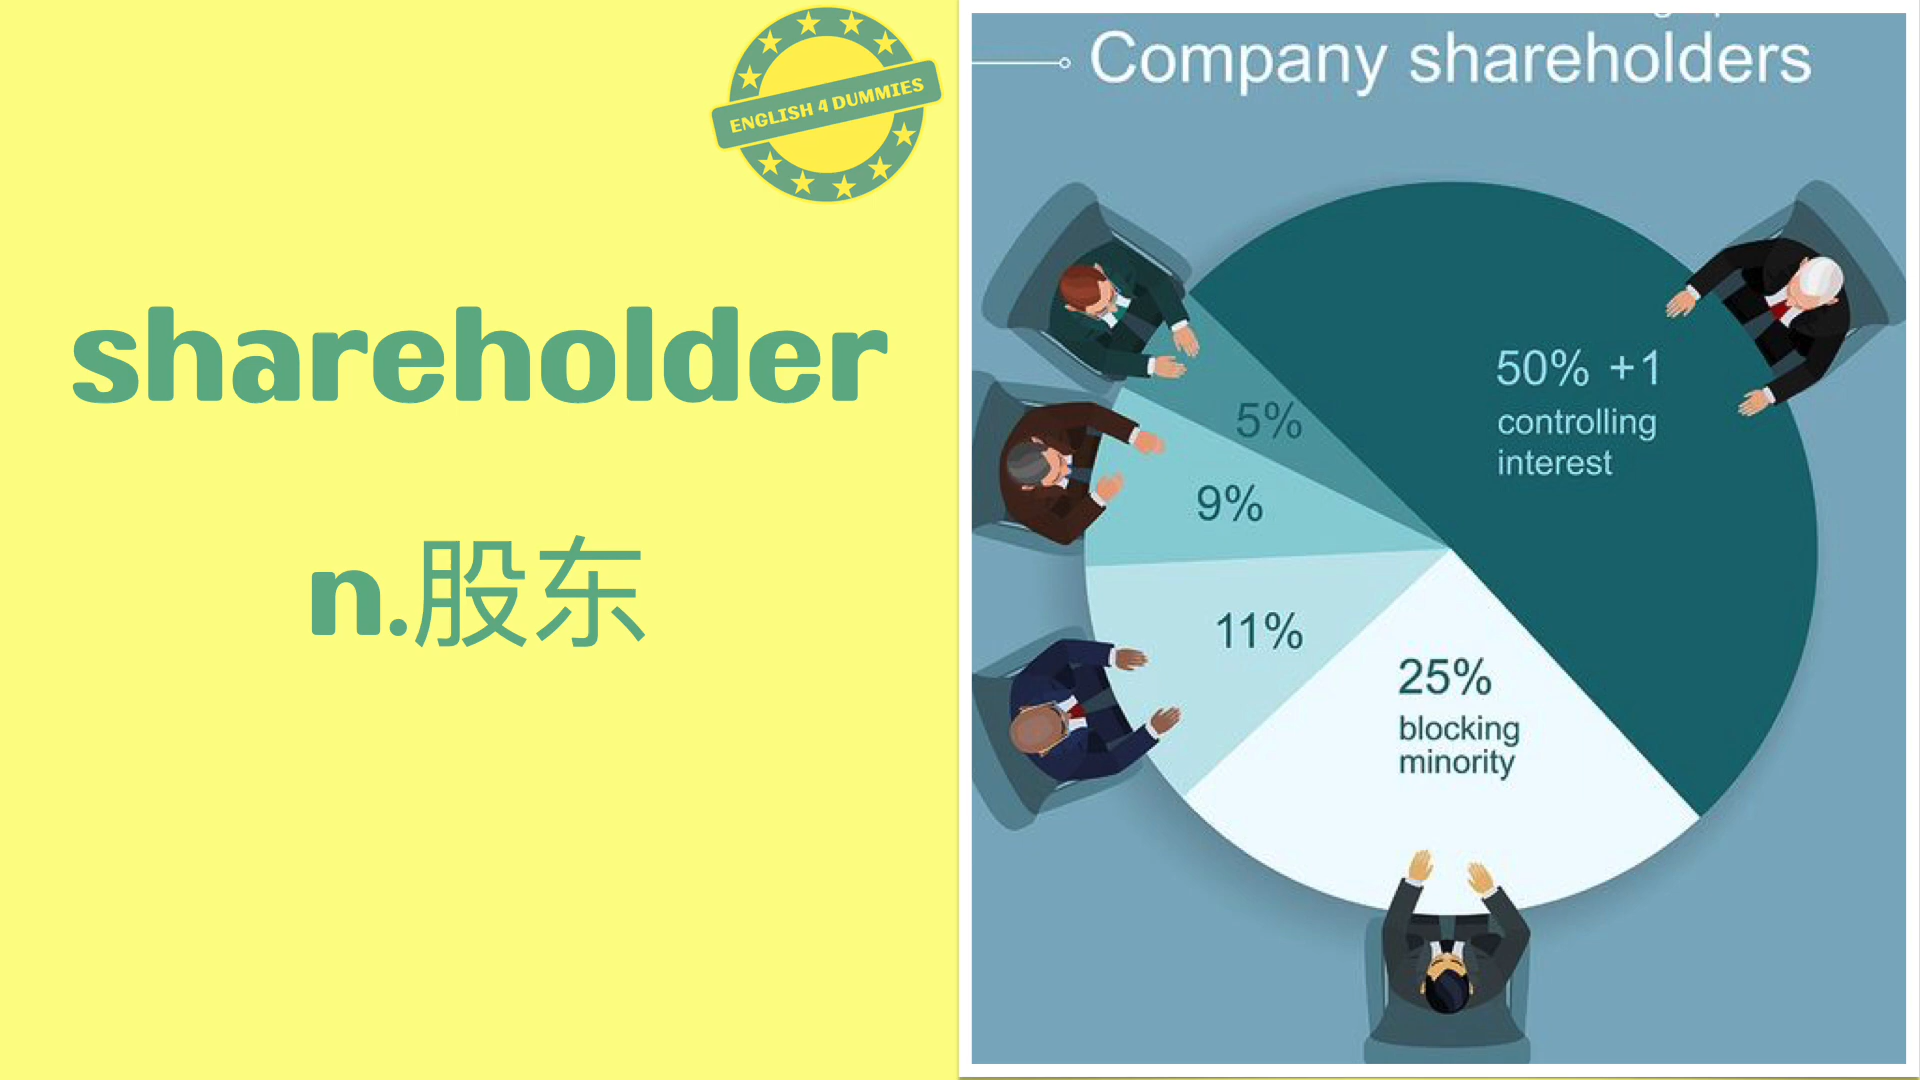 ENGLISH 4 DUMMIES
shareholder
n.股东
Company shareholders
50% +1
controlling
interest
5%
9%
11%
25%
blocking
minority